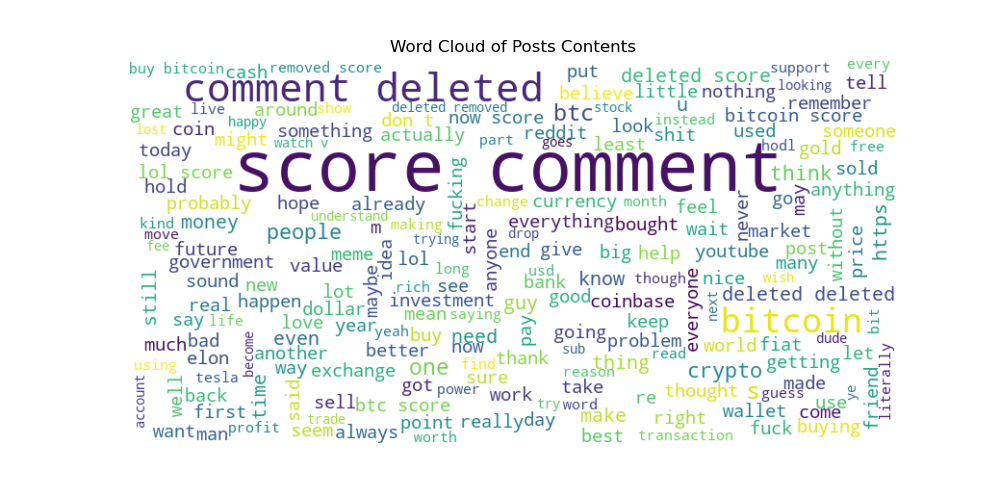 Word Cloud of Posts Contents
buy bitcoin cash removed score put deleted score support every
comment deleted believe little nothing looking tell
great live around show deleted removed stock u remember
lost coin happy something don t now score btc instead bitcoin score
might watch v actually part reddit look shit used someone
today goes least hodl gold free
lol score score comment think sold
hold fucking anything
probably hope already change currency month feel never go may
kind money understand making start everything bought wait market https
move people m drop post without price
fee future meme lol trying anyone end give big help youtube many
government value idea long usd bank know though nice wish
sound new maybe rich see good coinbase everyone deleted deleted
still real happen lot investment guy next bit
say life dollar love year mean saying pay keep bitcoin
much bad become even yeah buy need going problem world fiat dude
using elon another better now sub thing read let
way exchange one find thank reason crypto getting literally
tesla got power sure take thought s guess made ye
account well back time said work re friend
first sell btc score try word make right wallet use
trade point reallyday come
wantman profit seem always worth best transaction fuck buying